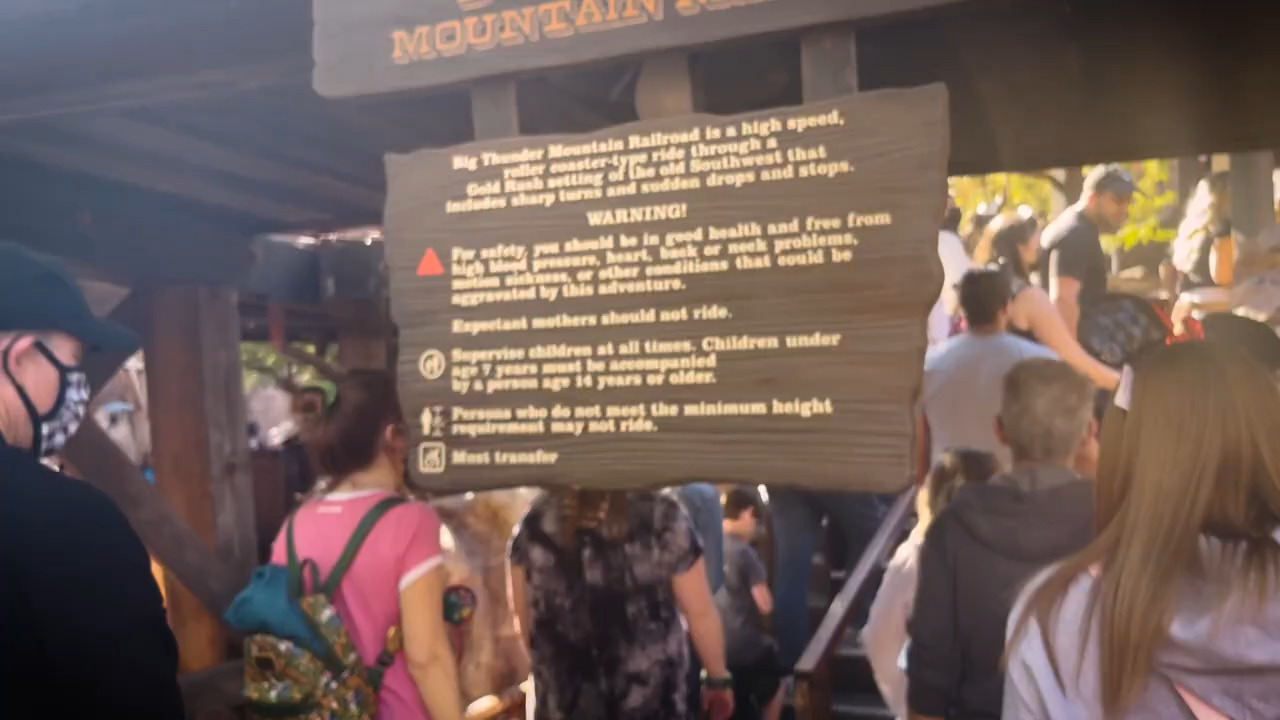 MOUNTAIN
Big Thunder Mountain Railroad is a high speed,
roller coaster-type ride through a
Gold Rush setting of the old Southwest that
includes sharp turns and sudden drops and stops.
WARNING!
For safety, you should be in good health and free from
high blood pressure, heart, back or neck problems,
motion sickness, or other conditions that could be
aggravated by this adventure.
Expectant mothers should not ride.
Supervise children at all times. Children under
age 7 years must be accompanied
by a person age 14 years or older.
Persons who do not meet the minimum height
requirement may not ride.
Must transfer